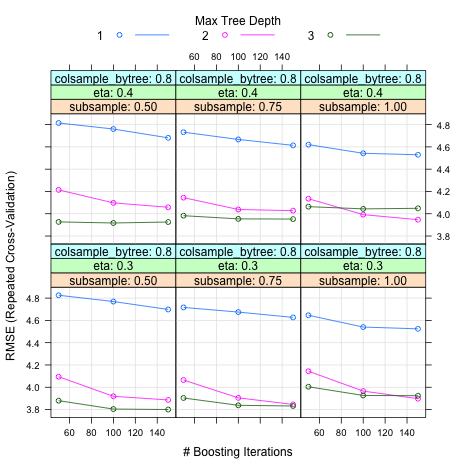 Max Tree Depth
1 2 3
60 80 100 140
colsample_bytree: 0.8 colsample_bytree: 0.8 colsample_bytree: 0.8
eta: 0.4 eta: 0.4 eta: 0.4
subsample: 0.50 subsample: 0.75 subsample: 1.00
4.8
4.6
4.4
4.2
4.0
3.8
colsample_bytree: 0.8 colsample_bytree: 0.8 colsample_bytree: 0.8
eta: 0.3 eta: 0.3 eta: 0.3
subsample: 0.50 subsample: 0.75 subsample: 1.00
4.8
4.6
4.4
4.2
4.0
3.8
60 80 100 140 60 80 100 140
RMSE (Repeated Cross-Validation)
# Boosting Iterations